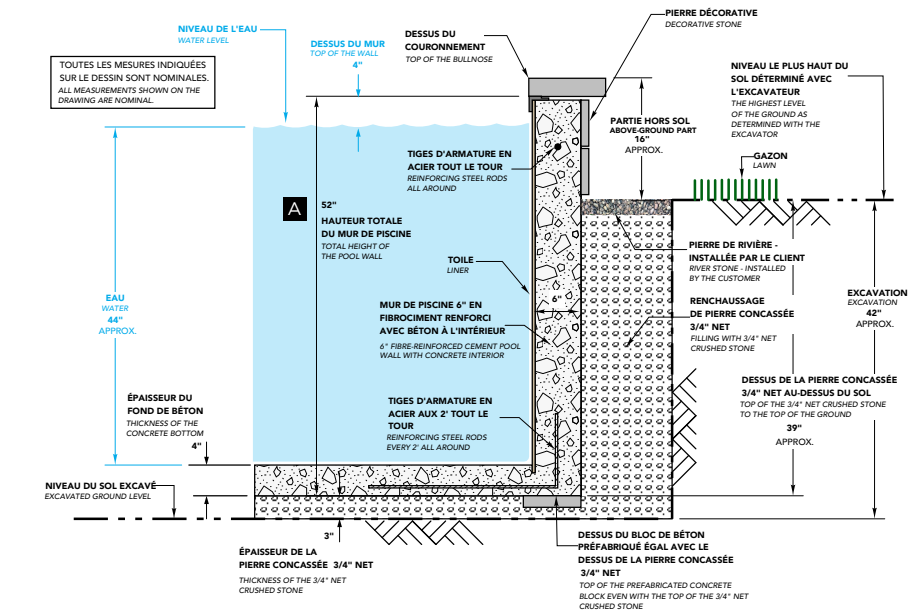 PIERRE DÉCORATIVE
DECORATIVE STONE
NIVEAU DE L'EAU
WATER LEVEL
DESSUS DU MUR
TOP OF THE WALL
4"
DESSUS DU
COURONNEMENT
TOP OF THE BULLNOSE
TOUTES LES MESURES INDIQUÉES
SUR LE DESSIN SONT NOMINALES.
ALL MEASUREMENTS SHOWN ON THE
DRAWING ARE NOMINAL.
NIVEAU LE PLUS HAUT DU
SOL DÉTERMINÉ AVEC
L'EXCAVATEUR
THE HIGHEST LEVEL
OF THE GROUND AS
DETERMINED WITH THE
EXCAVATOR
PARTIE HORS SOL
ABOVE-GROUND PART
16"
APPROX.
GAZON
LAWN
TIGES D'ARMATURE EN
ACIER TOUT LE TOUR
REINFORCING STEEL RODS
ALL AROUND
A
52"
HAUTEUR TOTALE
DU MUR DE PISCINE
TOTAL HEIGHT OF
THE POOL WALL
TOILE
LINER
PIERRE DE RIVIÈRE -
INSTALLÉE PAR LE CLIENT
RIVER STONE - INSTALLED
BY THE CUSTOMER
EAU
WATER
44"
APPROX.
MUR DE PISCINE 6" EN
FIBROCIMENT RENFORCI
AVEC BÉTON À L'INTÉRIEUR
6" FIBRE-REINFORCED CEMENT POOL
WALL WITH CONCRETE INTERIOR
6"
RENCHAUSSAGE
DE PIERRE CONCASSÉE
3/4" NET
FILLING WITH 3/4" NET
CRUSHED STONE
EXCAVATION
EXCAVATION
42"
APPROX.
DESSUS DE LA PIERRE CONCASSÉE
3/4" NET AU-DESSUS DU SOL
TOP OF THE 3/4" NET CRUSHED STONE
TO THE TOP OF THE GROUND
39"
APPROX.
ÉPAISSEUR DU
FOND DE BÉTON
THICKNESS OF THE
CONCRETE BOTTOM
4"
TIGES D'ARMATURE EN
ACIER AUX 2' TOUT LE
TOUR
REINFORCING STEEL RODS
EVERY 2' ALL AROUND
NIVEAU DU SOL EXCAVÉ
EXCAVATED GROUND LEVEL
3"
ÉPAISSEUR DE LA
PIERRE CONCASSÉE 3/4" NET
THICKNESS OF THE 3/4" NET
CRUSHED STONE
DESSUS DU BLOC DE BÉTON
PRÉFABRIQUÉ ÉGAL AVEC LE
DESSUS DE LA PIERRE CONCASSÉE
3/4" NET
TOP OF THE PREFABRICATED CONCRETE
BLOCK EVEN WITH THE TOP OF THE 3/4" NET
CRUSHED STONE